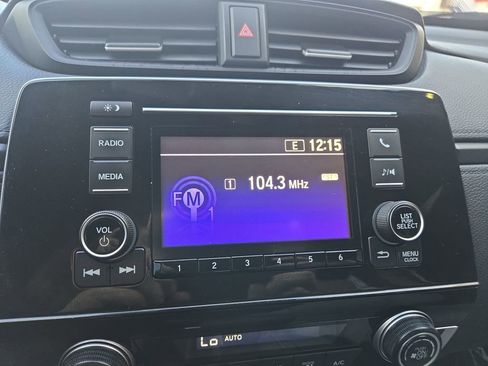 E 12:15
RADIO
MEDIA
1 104.3 MHz ST
FM1
VOL
LIST
PUSH
SELECT
MENU
CLOCK
1 2 3 4 5 6
Lo AUTO
A/C